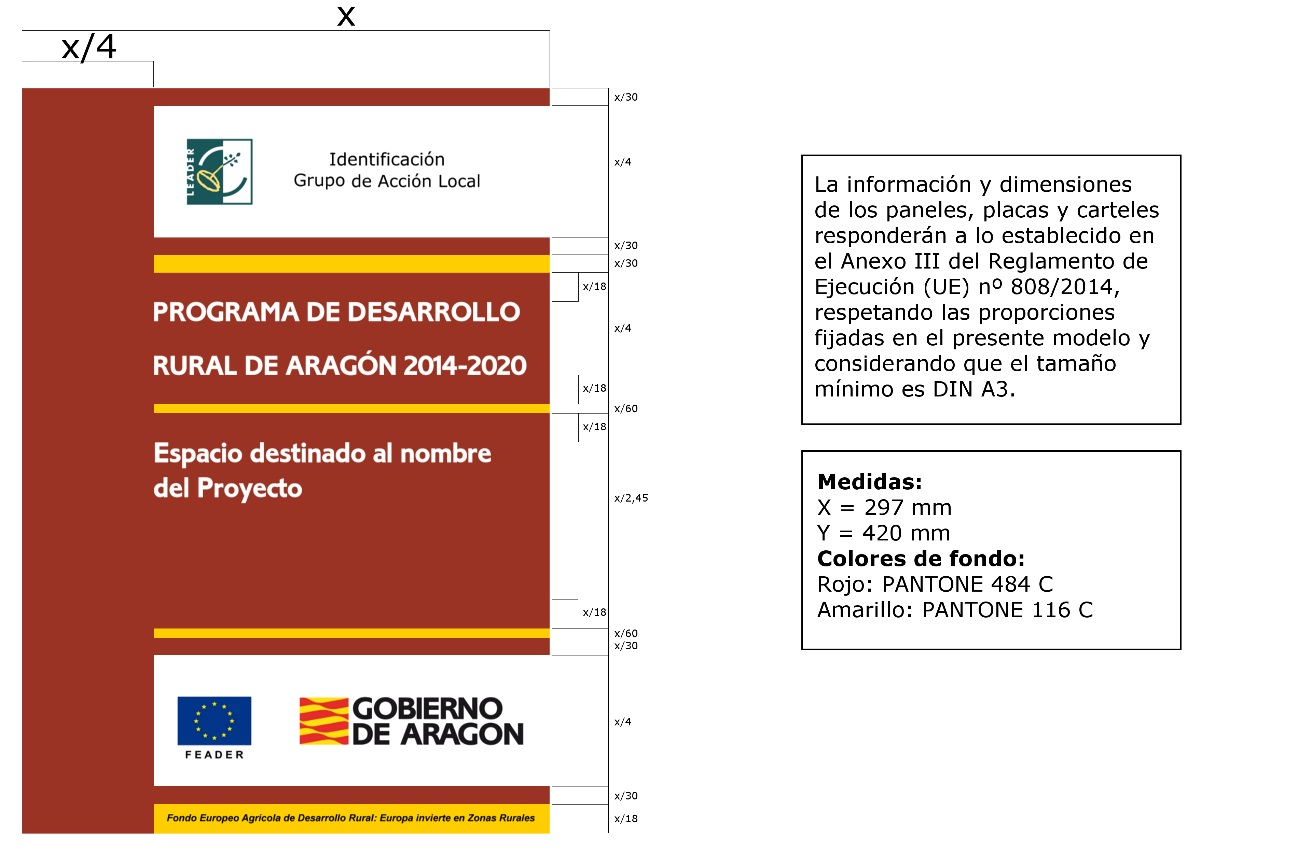 x
x/4
x/30
LEADER
Identificación
Grupo de Acción Local
x/4
x/30
x/30
x/18
PROGRAMA DE DESARROLLO
x/4
RURAL DE ARAGÓN 2014-2020
x/18
x/60
x/18
Espacio destinado al nombre
del Proyecto
x/2,45
x/18
x/60
x/30
FEADER
GOBIERNO
DE ARAGON
x/4
x/30
Fondo Europeo Agrícola de Desarrollo Rural: Europa invierte en Zonas Rurales
x/18
La información y dimensiones
de los paneles, placas y carteles
responderán a lo establecido en
el Anexo III del Reglamento de
Ejecución (UE) nº 808/2014,
respetando las proporciones
fijadas en el presente modelo y
considerando que el tamaño
mínimo es DIN A3.
Medidas:
X = 297 mm
Y = 420 mm
Colores de fondo:
Rojo: PANTONE 484 C
Amarillo: PANTONE 116 C